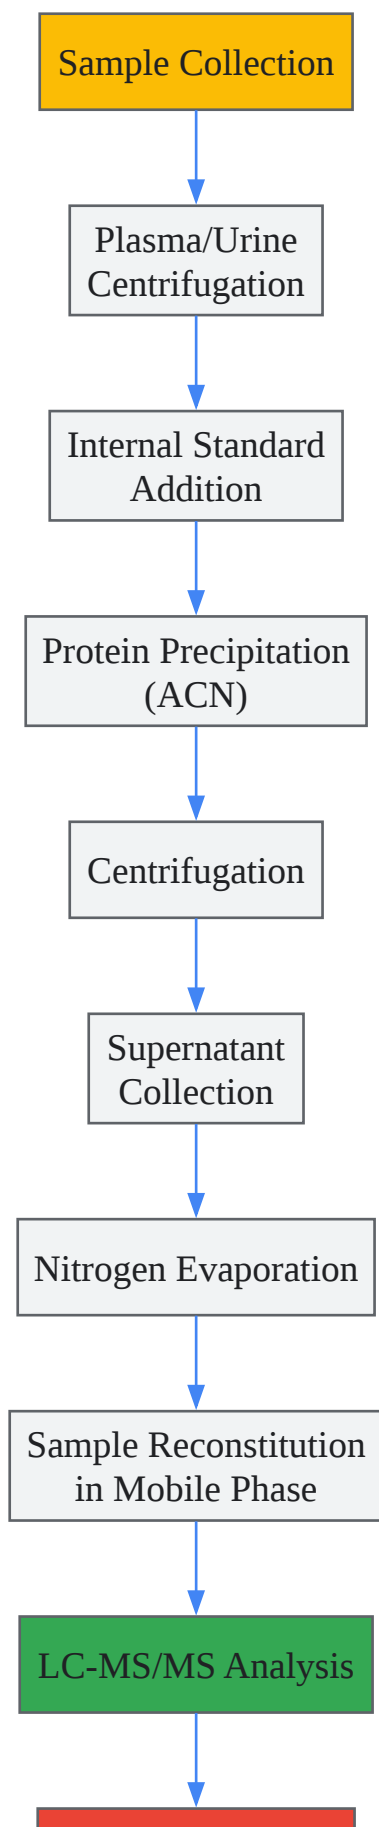 Sample Collection
Plasma/Urine
Centrifugation
Internal Standard
Addition
Protein Precipitation
(ACN)
Centrifugation
Supernatant
Collection
Nitrogen Evaporation
Sample Reconstitution
in Mobile Phase
LC-MS/MS Analysis